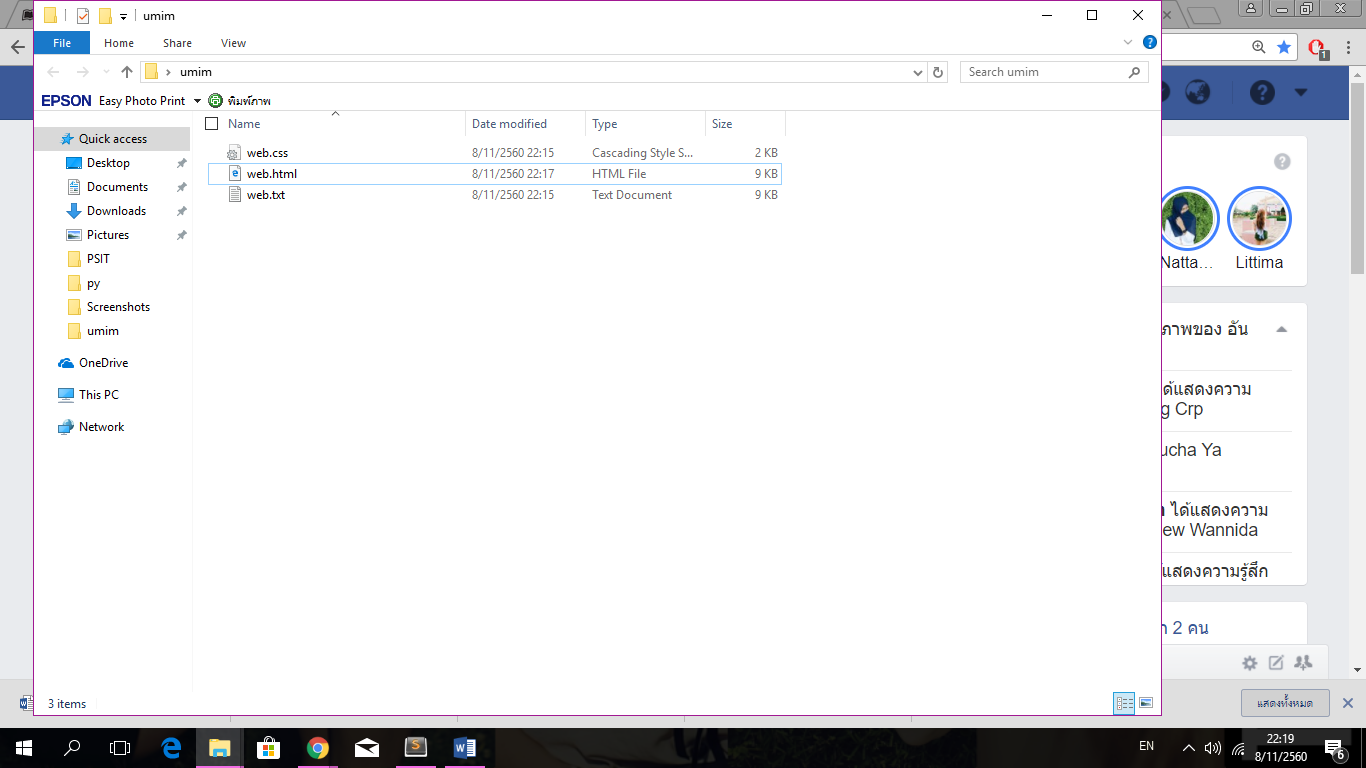 umim
File Home Share View
umim
Search umim
EPSON Easy Photo Print พิมพ์ภาพ
Name Date modified Type Size
web.css 8/11/2560 22:15 Cascading Style S... 2 KB
web.html 8/11/2560 22:17 HTML File 9 KB
web.txt 8/11/2560 22:15 Text Document 9 KB
Quick access
Desktop
Documents
Downloads
Pictures
PSIT
py
Screenshots
umim
OneDrive
This PC
Network
3 items
1
Natta... Littima
ภาพของ อัน
ได้แสดงความ
g Crp
ucha Ya
ได้แสดงความ
ew Wannida
แสดงความรู้สึก
2 คน
แสดงทั้งหมด
EN
22:19
8/11/2560
6